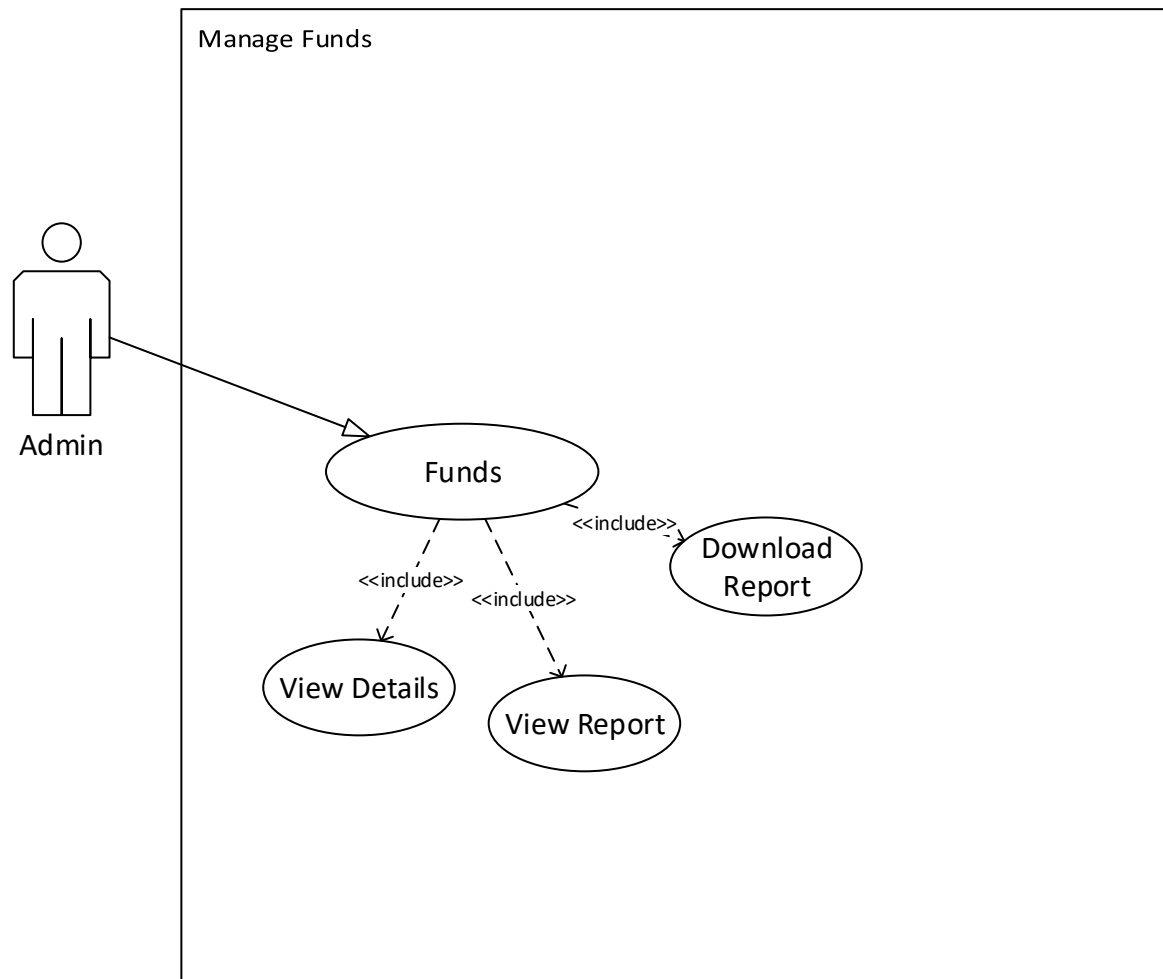 Manage Funds
Admin
Funds
<<include>>
<<include>>
<<include>>
Download
Report
View Details
View Report